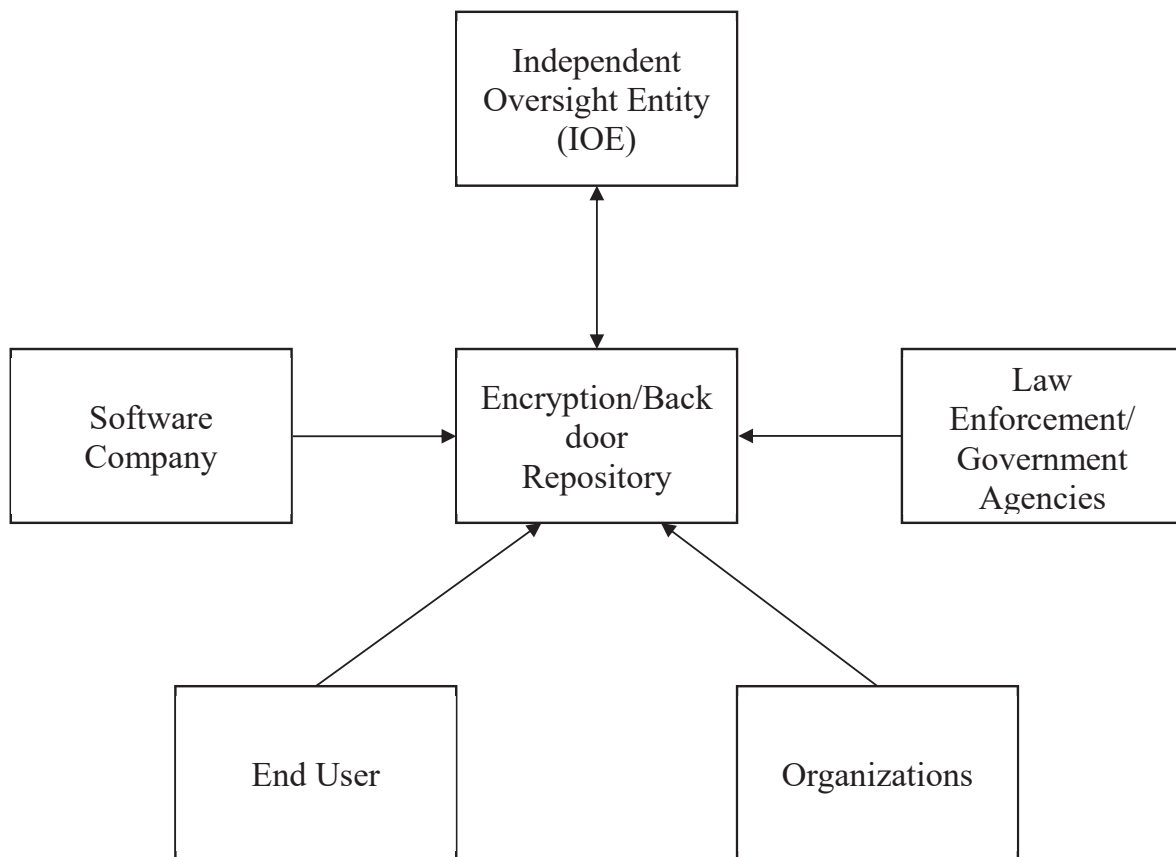 Independent
Oversight Entity
(IOE)
Software
Company
Encryption/Back
door
Repository
Law
Enforcement/
Government
Agencies
End User
Organizations